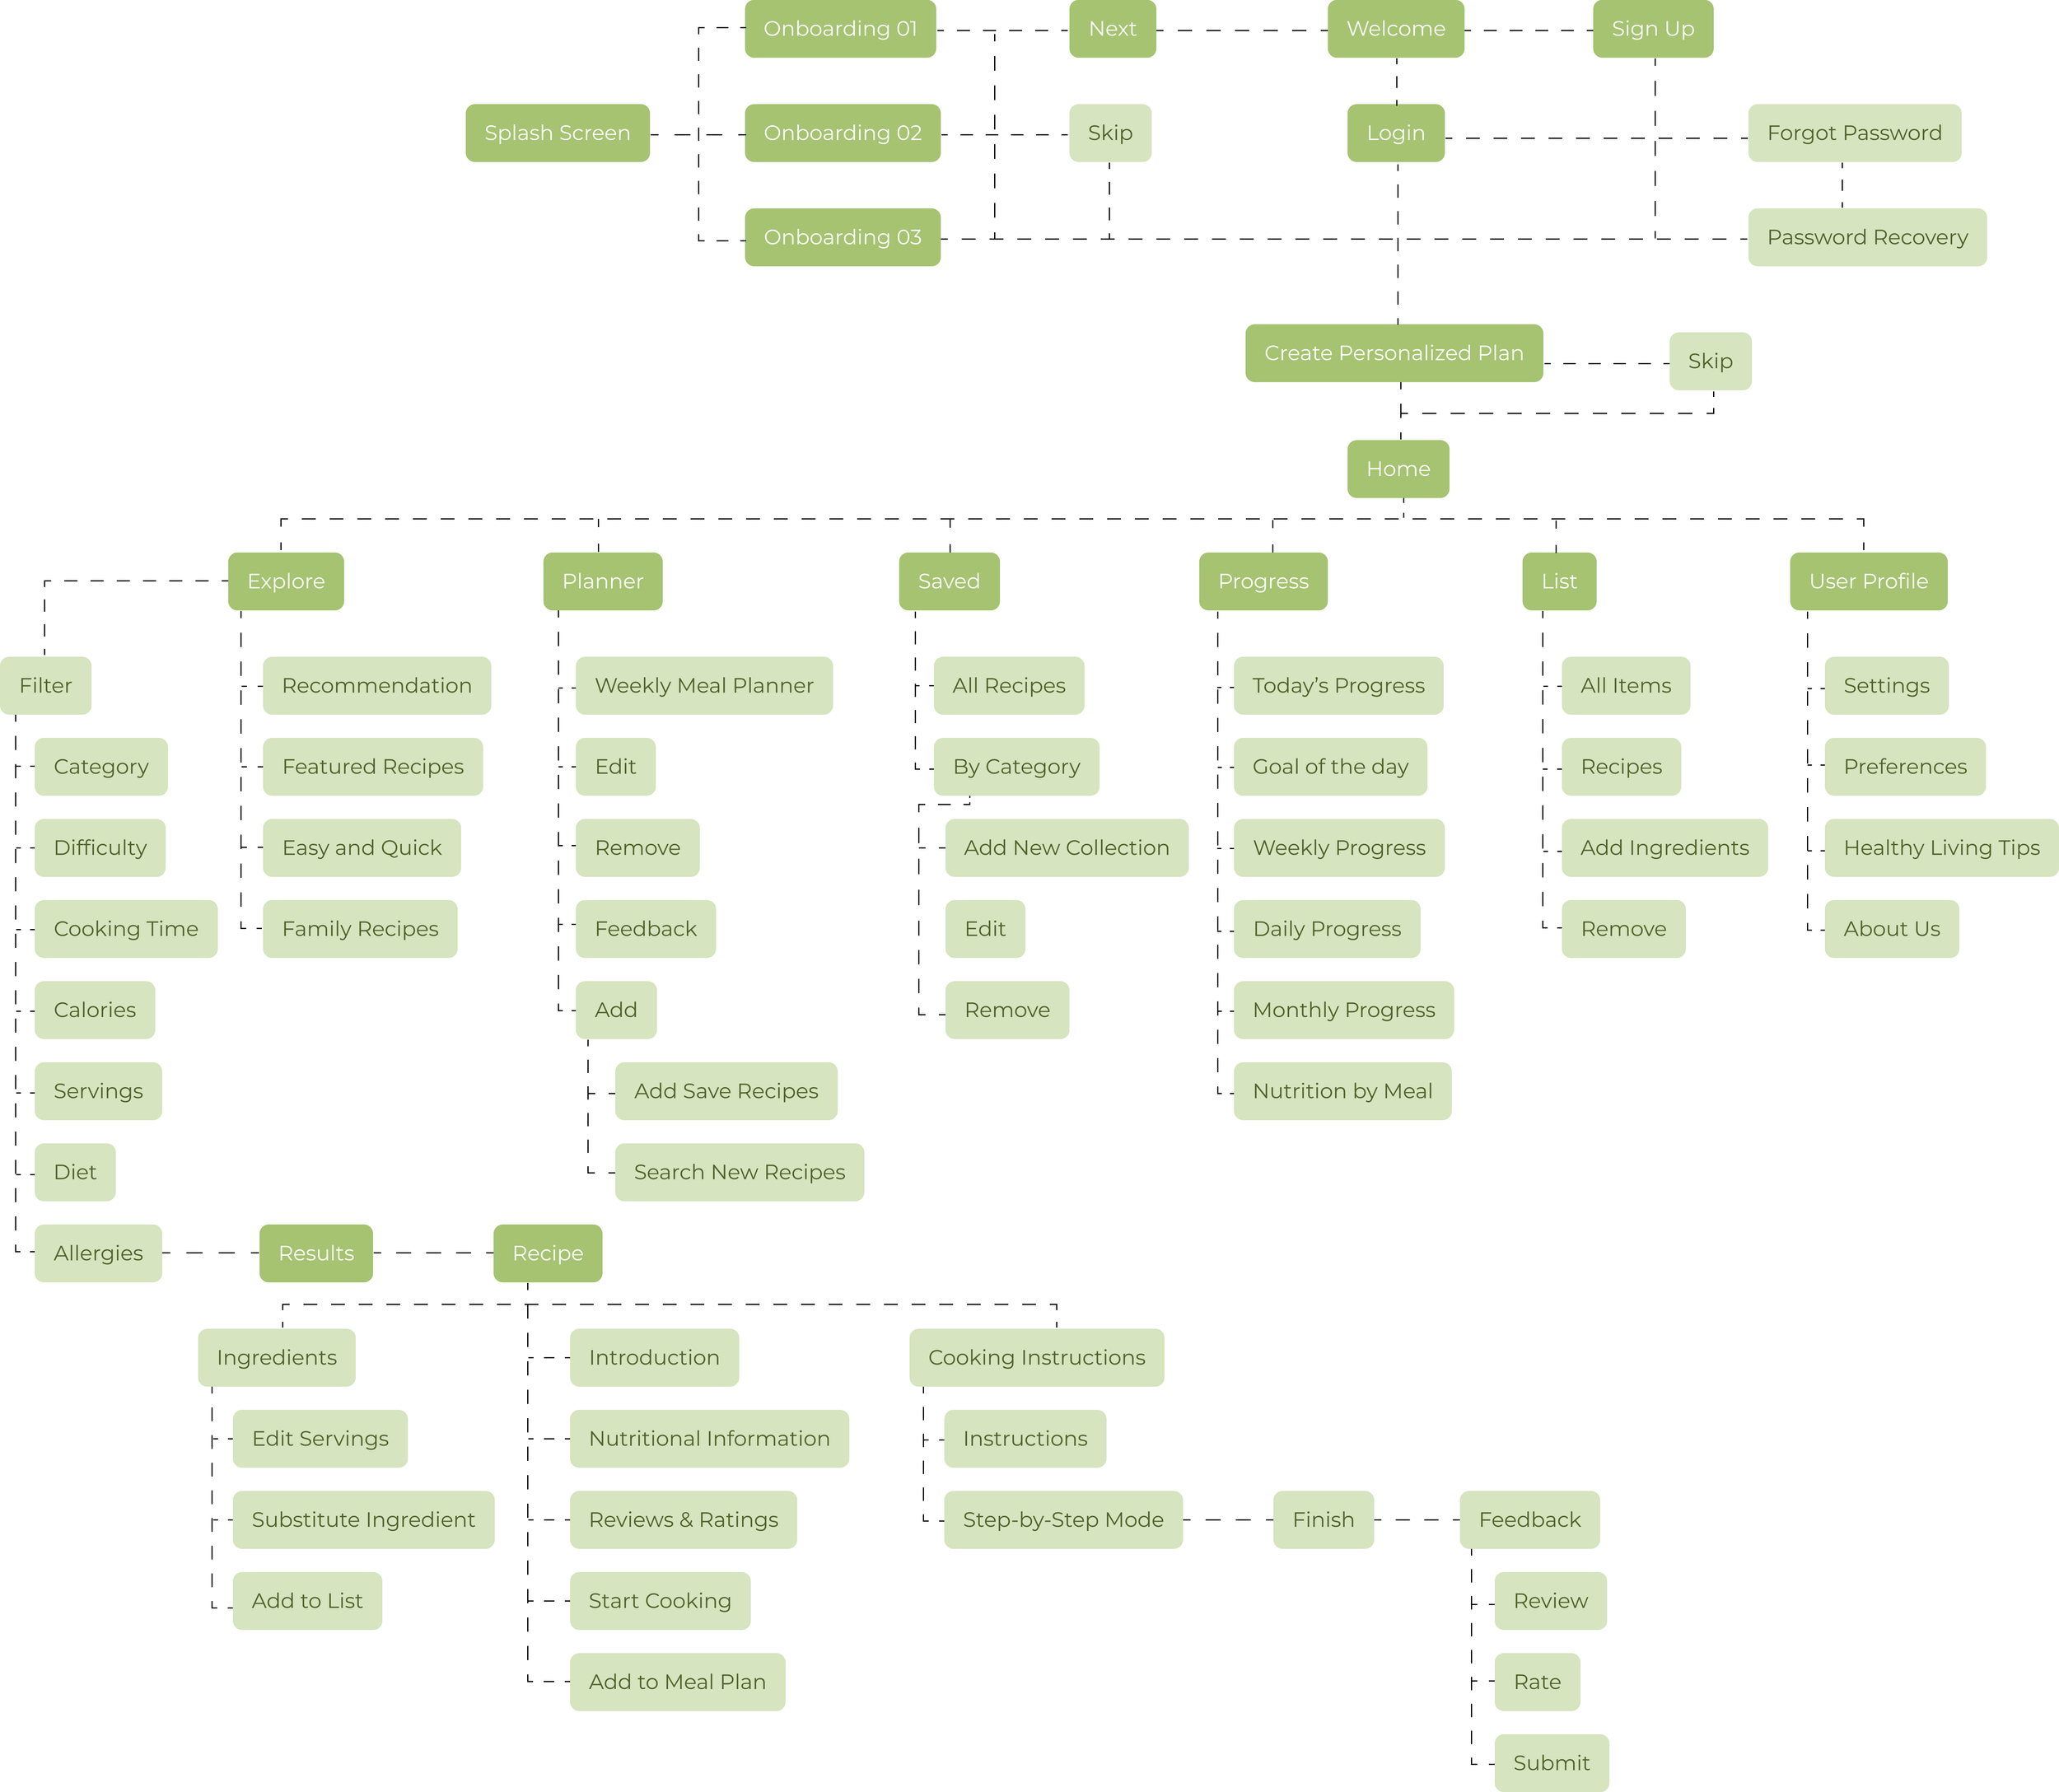 Onboarding 01
Next
Welcome
Sign Up
Splash Screen
Onboarding 02
Skip
Login
Forgot Password
Onboarding 03
Password Recovery
Create Personalized Plan
Skip
Home
Explore
Planner
Saved
Progress
List
User Profile
Filter
Category
Difficulty
Cooking Time
Calories
Servings
Diet
Allergies
Recommendation
Featured Recipes
Easy and Quick
Family Recipes
Weekly Meal Planner
Edit
Remove
Feedback
Add
Add Save Recipes
Search New Recipes
All Recipes
By Category
Add New Collection
Edit
Remove
Today’s Progress
Goal of the day
Weekly Progress
Daily Progress
Monthly Progress
Nutrition by Meal
All Items
Recipes
Add Ingredients
Remove
Settings
Preferences
Healthy Living Tips
About Us
Results
Recipe
Ingredients
Edit Servings
Substitute Ingredient
Add to List
Introduction
Nutritional Information
Reviews & Ratings
Start Cooking
Add to Meal Plan
Cooking Instructions
Instructions
Step-by-Step Mode
Finish
Feedback
Review
Rate
Submit